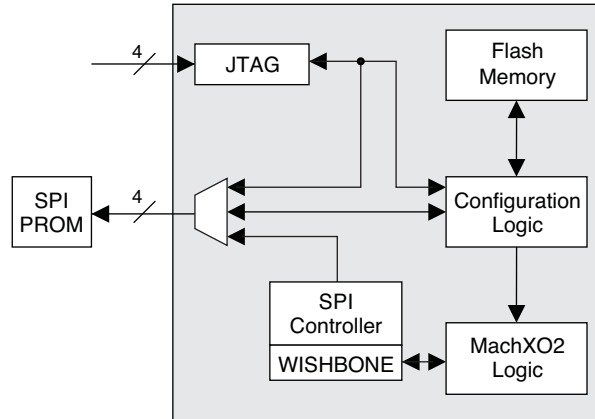 4
JTAG
Flash
Memory
SPI
PROM
4
Configuration
Logic
SPI
Controller
WISHBONE
MachXO2
Logic